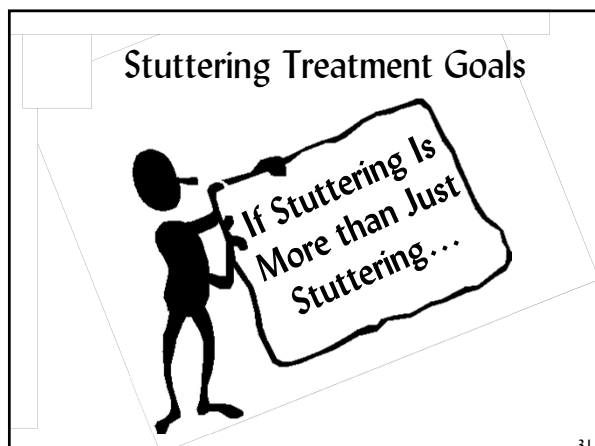 Stuttering Treatment Goals
If Stuttering Is
More than Just
Stuttering...
31